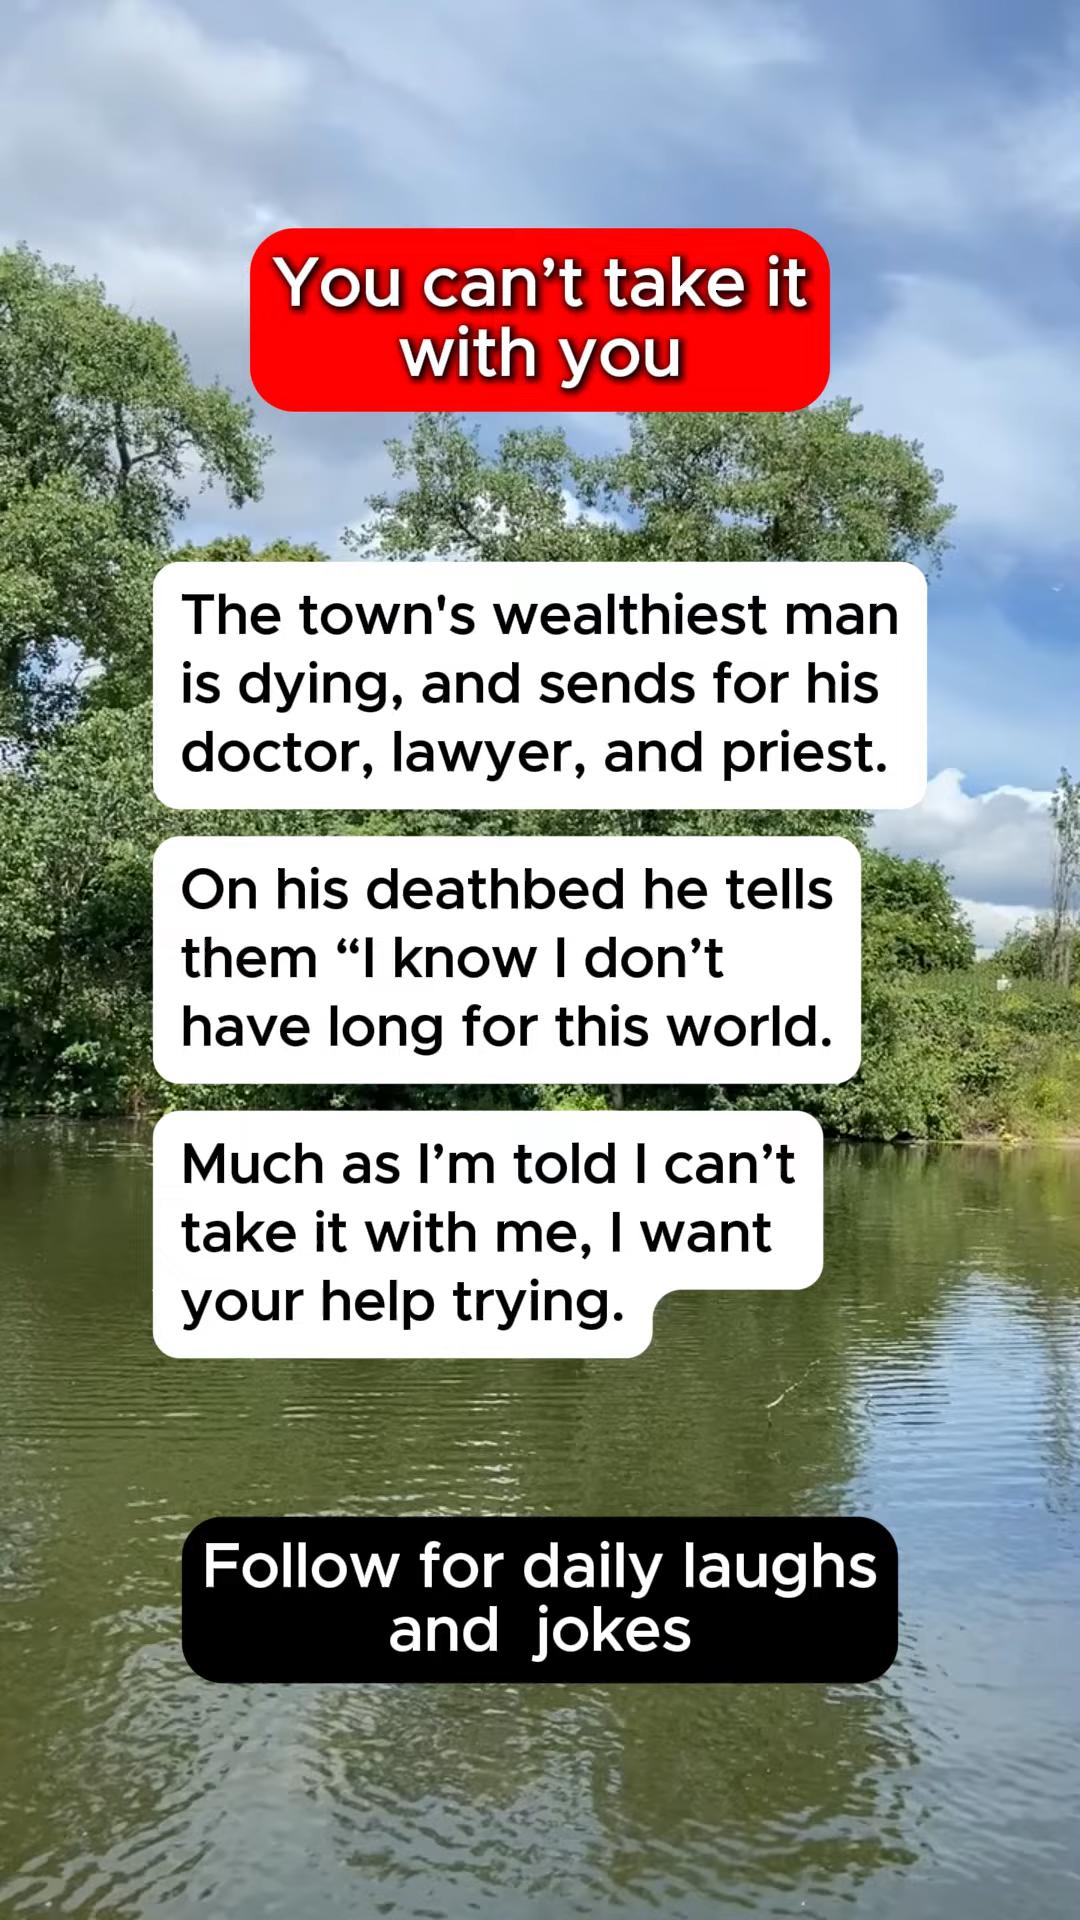 You can’t take it
with you
The town's wealthiest man
is dying, and sends for his
doctor, lawyer, and priest.
On his deathbed he tells
them “I know I don’t
have long for this world.
Much as I’m told I can’t
take it with me, I want
your help trying.
Follow for daily laughs
and  jokes